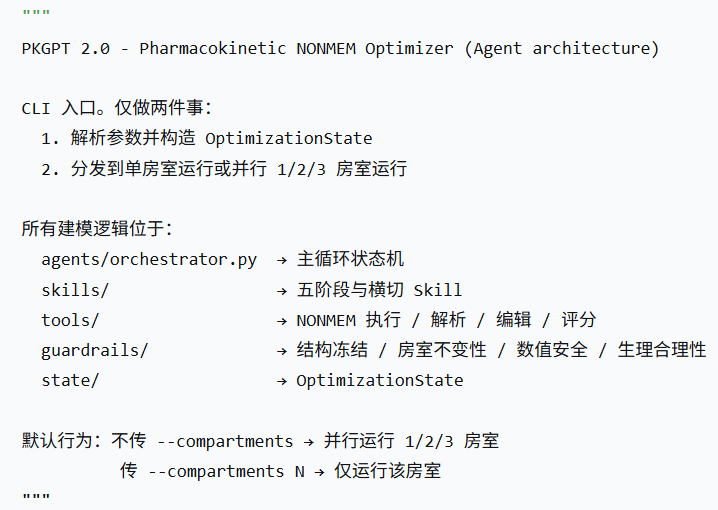 """
PKGPT 2.0 - Pharmacokinetic NONMEM Optimizer (Agent architecture)
CLI 入口。仅做两件事：
1. 解析参数并构造 OptimizationState
2. 分发到单房室运行或并行 1/2/3 房室运行
所有建模逻辑位于：
agents/orchestrator.py → 主循环状态机
skills/ → 五阶段与横切 Skill
tools/ → NONMEM 执行 / 解析 / 编辑 / 评分
guardrails/ → 结构冻结 / 房室不变性 / 数值安全 / 生理合理性
state/ → OptimizationState
默认行为：不传 --compartments → 并行运行 1/2/3 房室
传 --compartments N → 仅运行该房室
"""